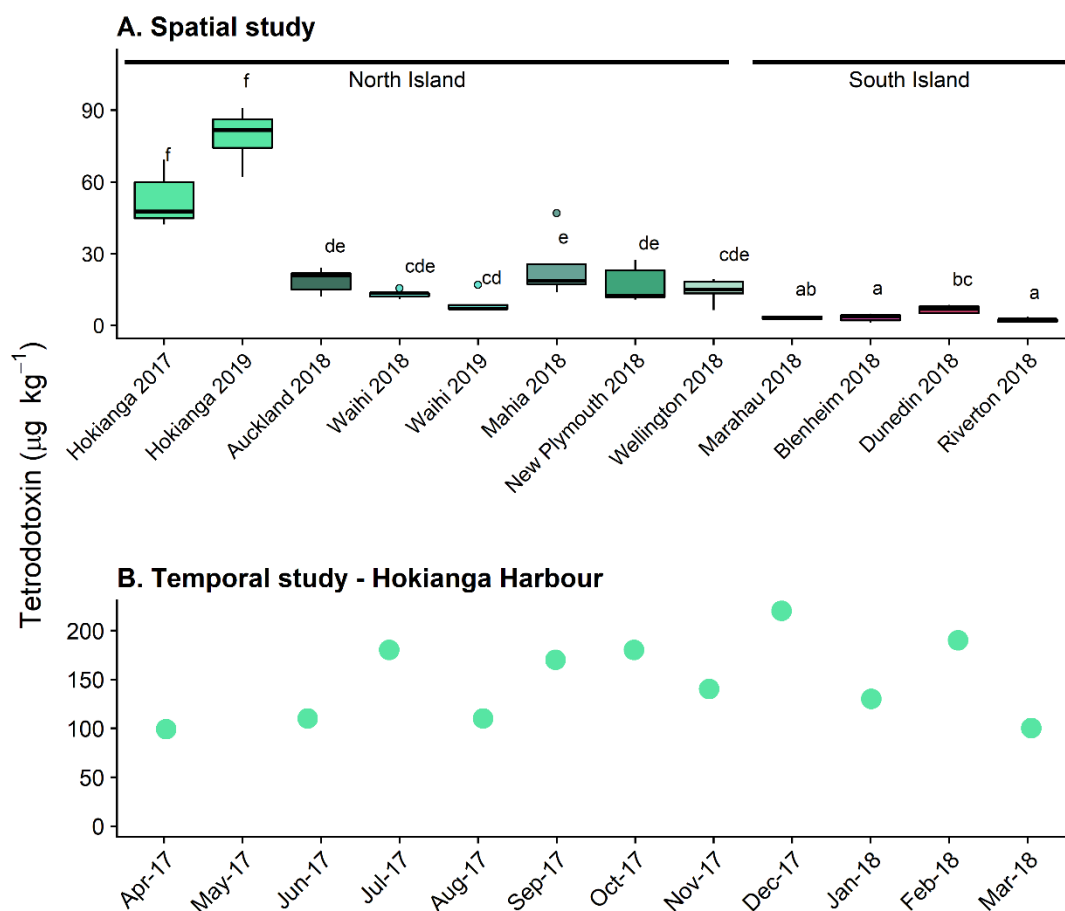 A. Spatial study
North Island
South Island
f
f
de
cde
cd
e
de
cde
ab
a
bc
a
90
60
30
0
Hokianga 2017
Hokianga 2019
Auckland 2018
Waihi 2018
Waihi 2019
Mahia 2018
New Plymouth 2018
Wellington 2018
Marahau 2018
Blenheim 2018
Dunedin 2018
Riverton 2018
Tetrodotoxin (μg kg⁻¹)
B. Temporal study - Hokianga Harbour
200
150
100
50
0
Apr-17
May-17
Jun-17
Jul-17
Aug-17
Sep-17
Oct-17
Nov-17
Dec-17
Jan-18
Feb-18
Mar-18